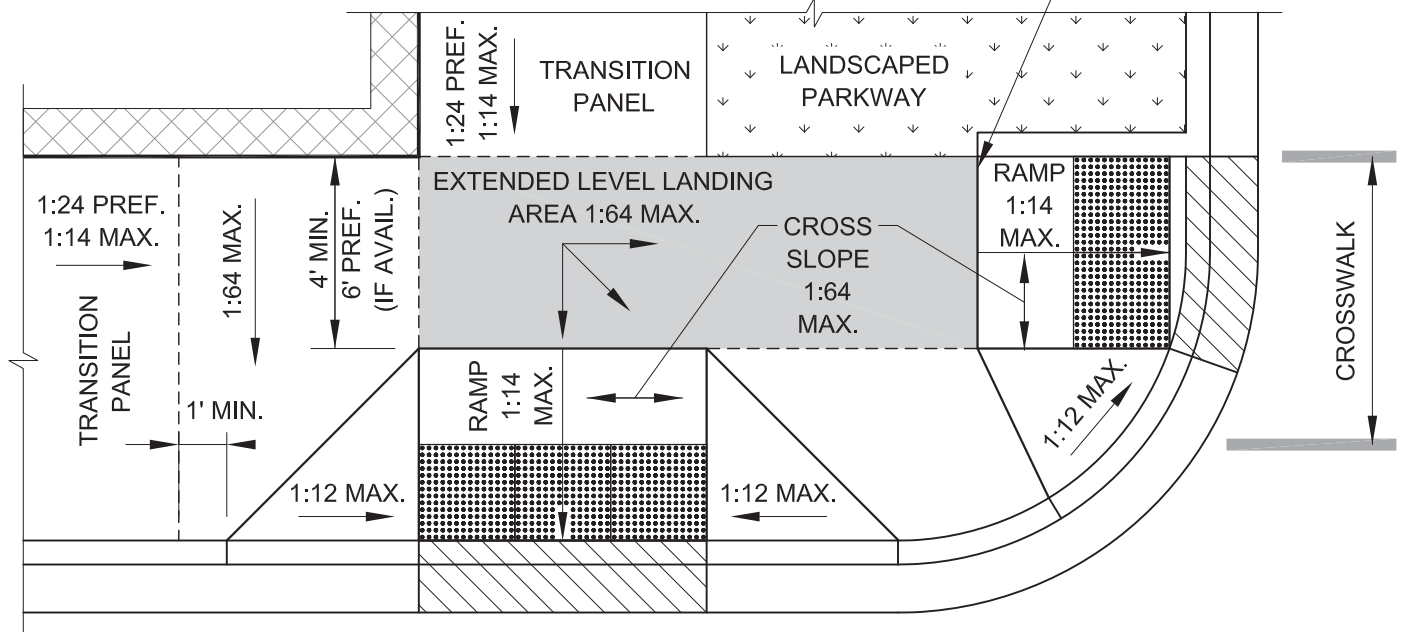 1:24 PREF.
1:14 MAX.
TRANSITION
PANEL
LANDSCAPED
PARKWAY
1:24 PREF.
1:14 MAX.
TRANSITION
PANEL
1:64 MAX.
1' MIN.
4' MIN.
6' PREF.
(IF AVAIL.)
EXTENDED LEVEL LANDING
AREA 1:64 MAX.
CROSS
SLOPE
1:64
MAX.
RAMP
1:14
MAX.
CROSSWALK
RAMP
1:14
MAX.
1:12 MAX.
1:12 MAX.
1:12 MAX.